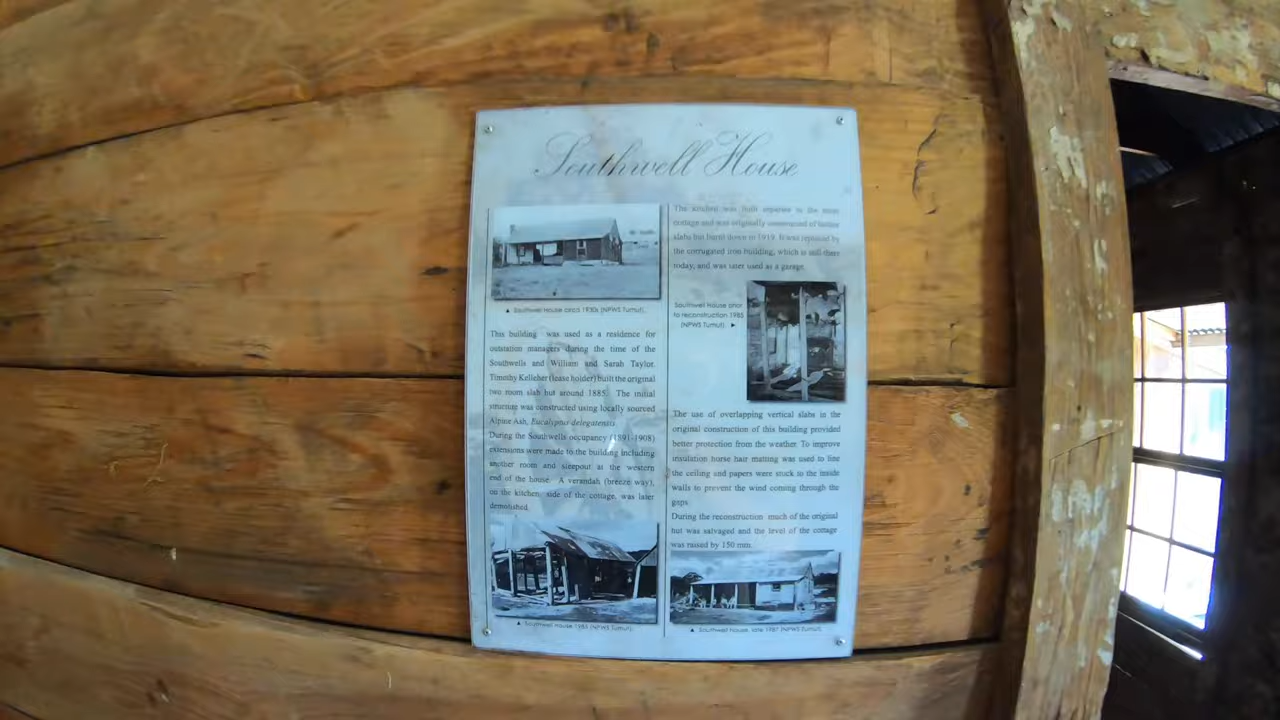 Southwell House
▲ Southwell House circa 1930s (NPWS Tumut).
This building was used as a residence for
outstation managers during the time of the
Southwells and William and Sarah Taylor.
Timothy Kelleher (lease holder) built the original
two room slab hut around 1885. The initial
structure was constructed using locally sourced
Alpine Ash, Eucalyptus delegatensis.
During the Southwells occupancy (1891-1908)
extensions were made to the building including
another room and sleepout at the western
end of the house. A verandah (breeze way),
on the kitchen side of the cottage, was later
demolished.
▲ Southwell House 1985 (NPWS Tumut).
The kitchen was built separate to the main
cottage and was originally constructed of timber
slabs but burnt down in 1919. It was replaced by
the corrugated iron building, which is still there
today, and was later used as a garage.
Southwell House prior
to reconstruction 1985
(NPWS Tumut). ►
The use of overlapping vertical slabs in the
original construction of this building provided
better protection from the weather. To improve
insulation horse hair matting was used to line
the ceiling and papers were stuck to the inside
walls to prevent the wind coming through the
gaps.
During the reconstruction much of the original
hut was salvaged and the level of the cottage
was raised by 150 mm.
▲ Southwell House, late 1987 (NPWS Tumut).